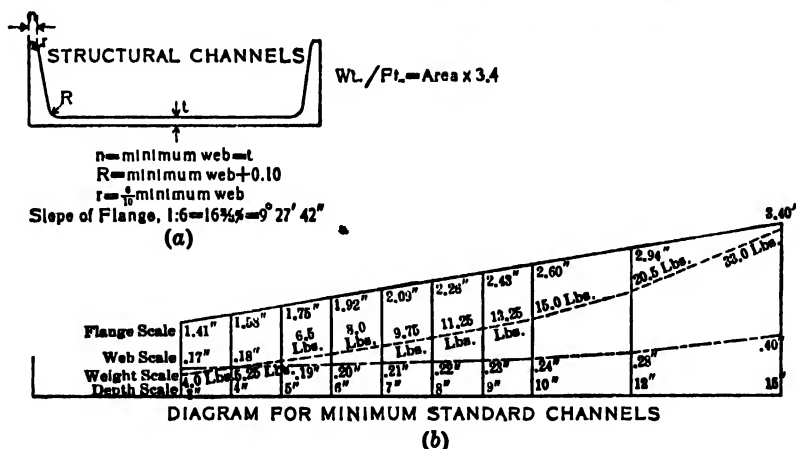 n
r
STRUCTURAL CHANNELS
Wt./Ft.=Area x 3.4
R
t
n=minimum web=t
R=minimum web+0.10
r=6/10 minimum web
Slope of Flange, 1:6=16⅔%=9° 27' 42"
(a)
3.40"
Flange Scale 1.41" 1.58" 1.75" 1.92" 2.09" 2.26" 2.43" 2.60" 2.94"
6.5 Lbs. 8.0 Lbs. 9.75 Lbs. 11.25 Lbs. 13.25 Lbs. 15.0 Lbs. 20.5 Lbs. 33.0 Lbs.
Web Scale .17" .18" .19" .20" .21" .22" .23" .24" .28" .40"
Weight Scale 4.0 Lbs. 5.25 Lbs.
Depth Scale 3" 4" 5" 6" 7" 8" 9" 10" 12" 15"
DIAGRAM FOR MINIMUM STANDARD CHANNELS
(b)